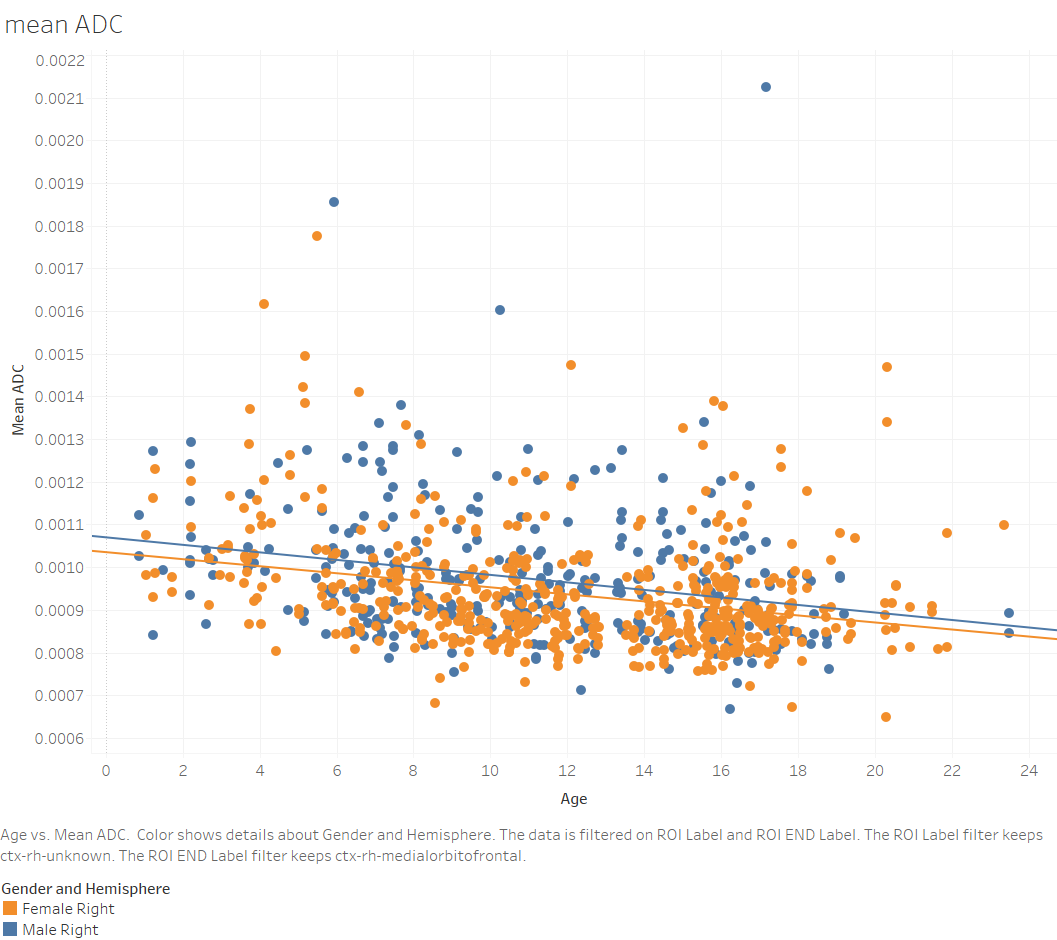 mean ADC
0.0022
0.0021
0.0020
0.0019
0.0018
0.0017
0.0016
0.0015
0.0014
0.0013
0.0012
0.0011
0.0010
0.0009
0.0008
0.0007
0.0006
Mean ADC
0 2 4 6 8 10 12 14 16 18 20 22 24
Age
Age vs. Mean ADC. Color shows details about Gender and Hemisphere. The data is filtered on ROI Label and ROI END Label. The ROI Label filter keeps
ctx-rh-unknown. The ROI END Label filter keeps ctx-rh-medialorbitofrontal.
Gender and Hemisphere
Female Right
Male Right